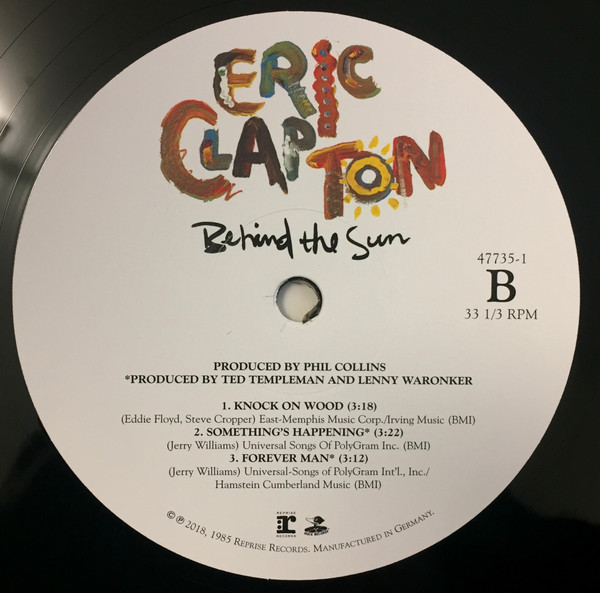 ERIC
CLAPTON
Behind the Sun
47735-1
B
33 1/3 RPM
PRODUCED BY PHIL COLLINS
*PRODUCED BY TED TEMPLEMAN AND LENNY WARONKER
1. KNOCK ON WOOD (3:18)
(Eddie Floyd, Steve Cropper) East-Memphis Music Corp./Irving Music (BMI)
2. SOMETHING'S HAPPENING* (3:22)
(Jerry Williams) Universal Songs Of PolyGram Inc. (BMI)
3. FOREVER MAN* (3:12)
(Jerry Williams) Universal-Songs of PolyGram Int'l., Inc./
Hamstein Cumberland Music (BMI)
REPRISE
r:
RECORDS
© ℗ 2018, 1985 REPRISE RECORDS. MANUFACTURED IN GERMANY.